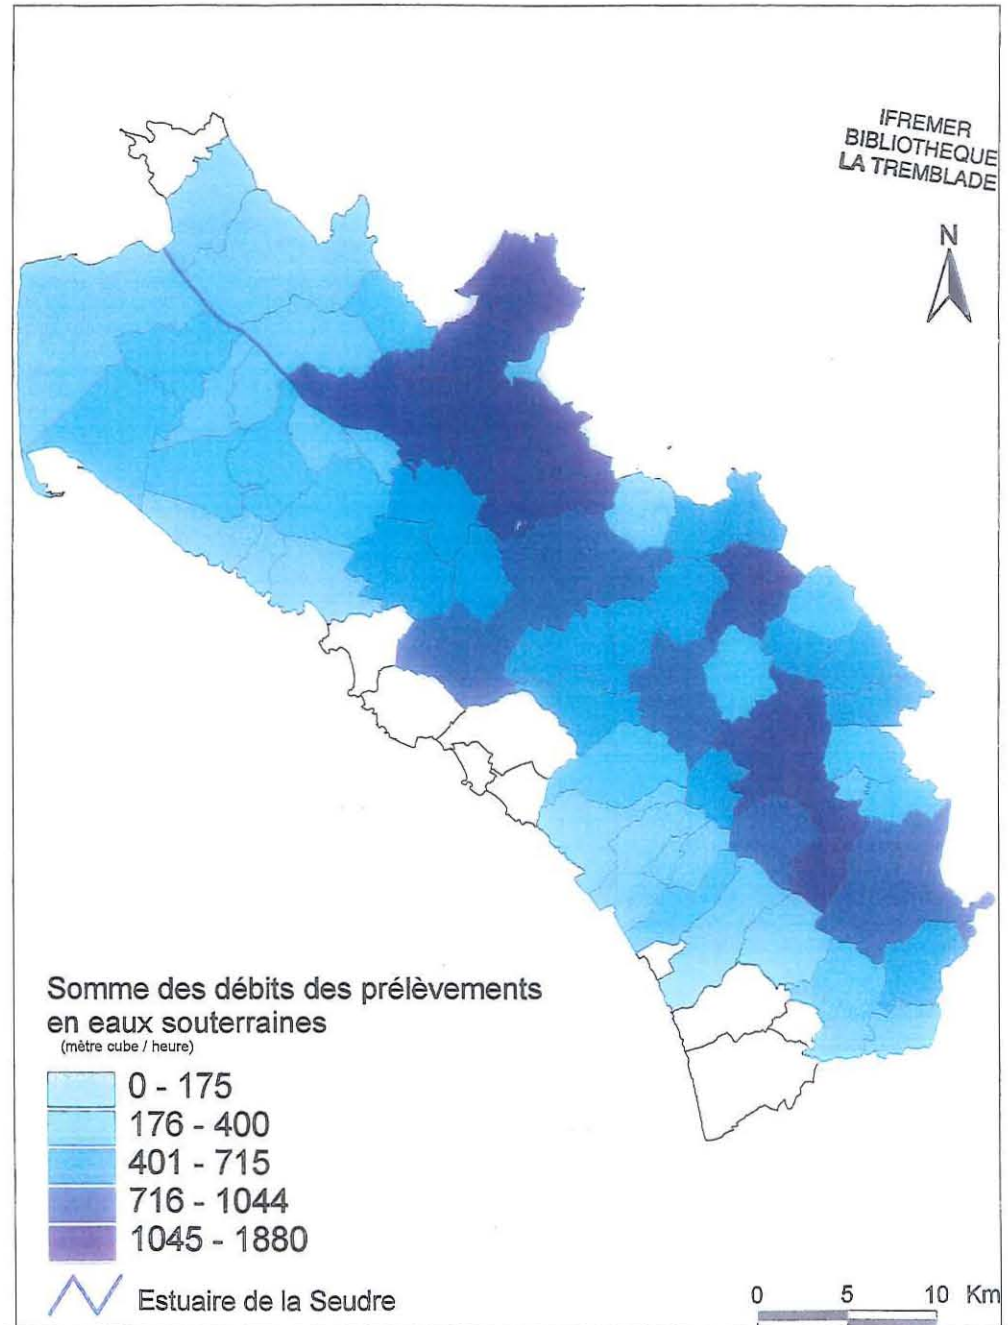 IFREMER
BIBLIOTHEQUE
LA TREMBLADE
N
Somme des débits des prélèvements
en eaux souterraines
(mètre cube / heure)
0 - 175
176 - 400
401 - 715
716 - 1044
1045 - 1880
Estuaire de la Seudre
0 5 10 Km